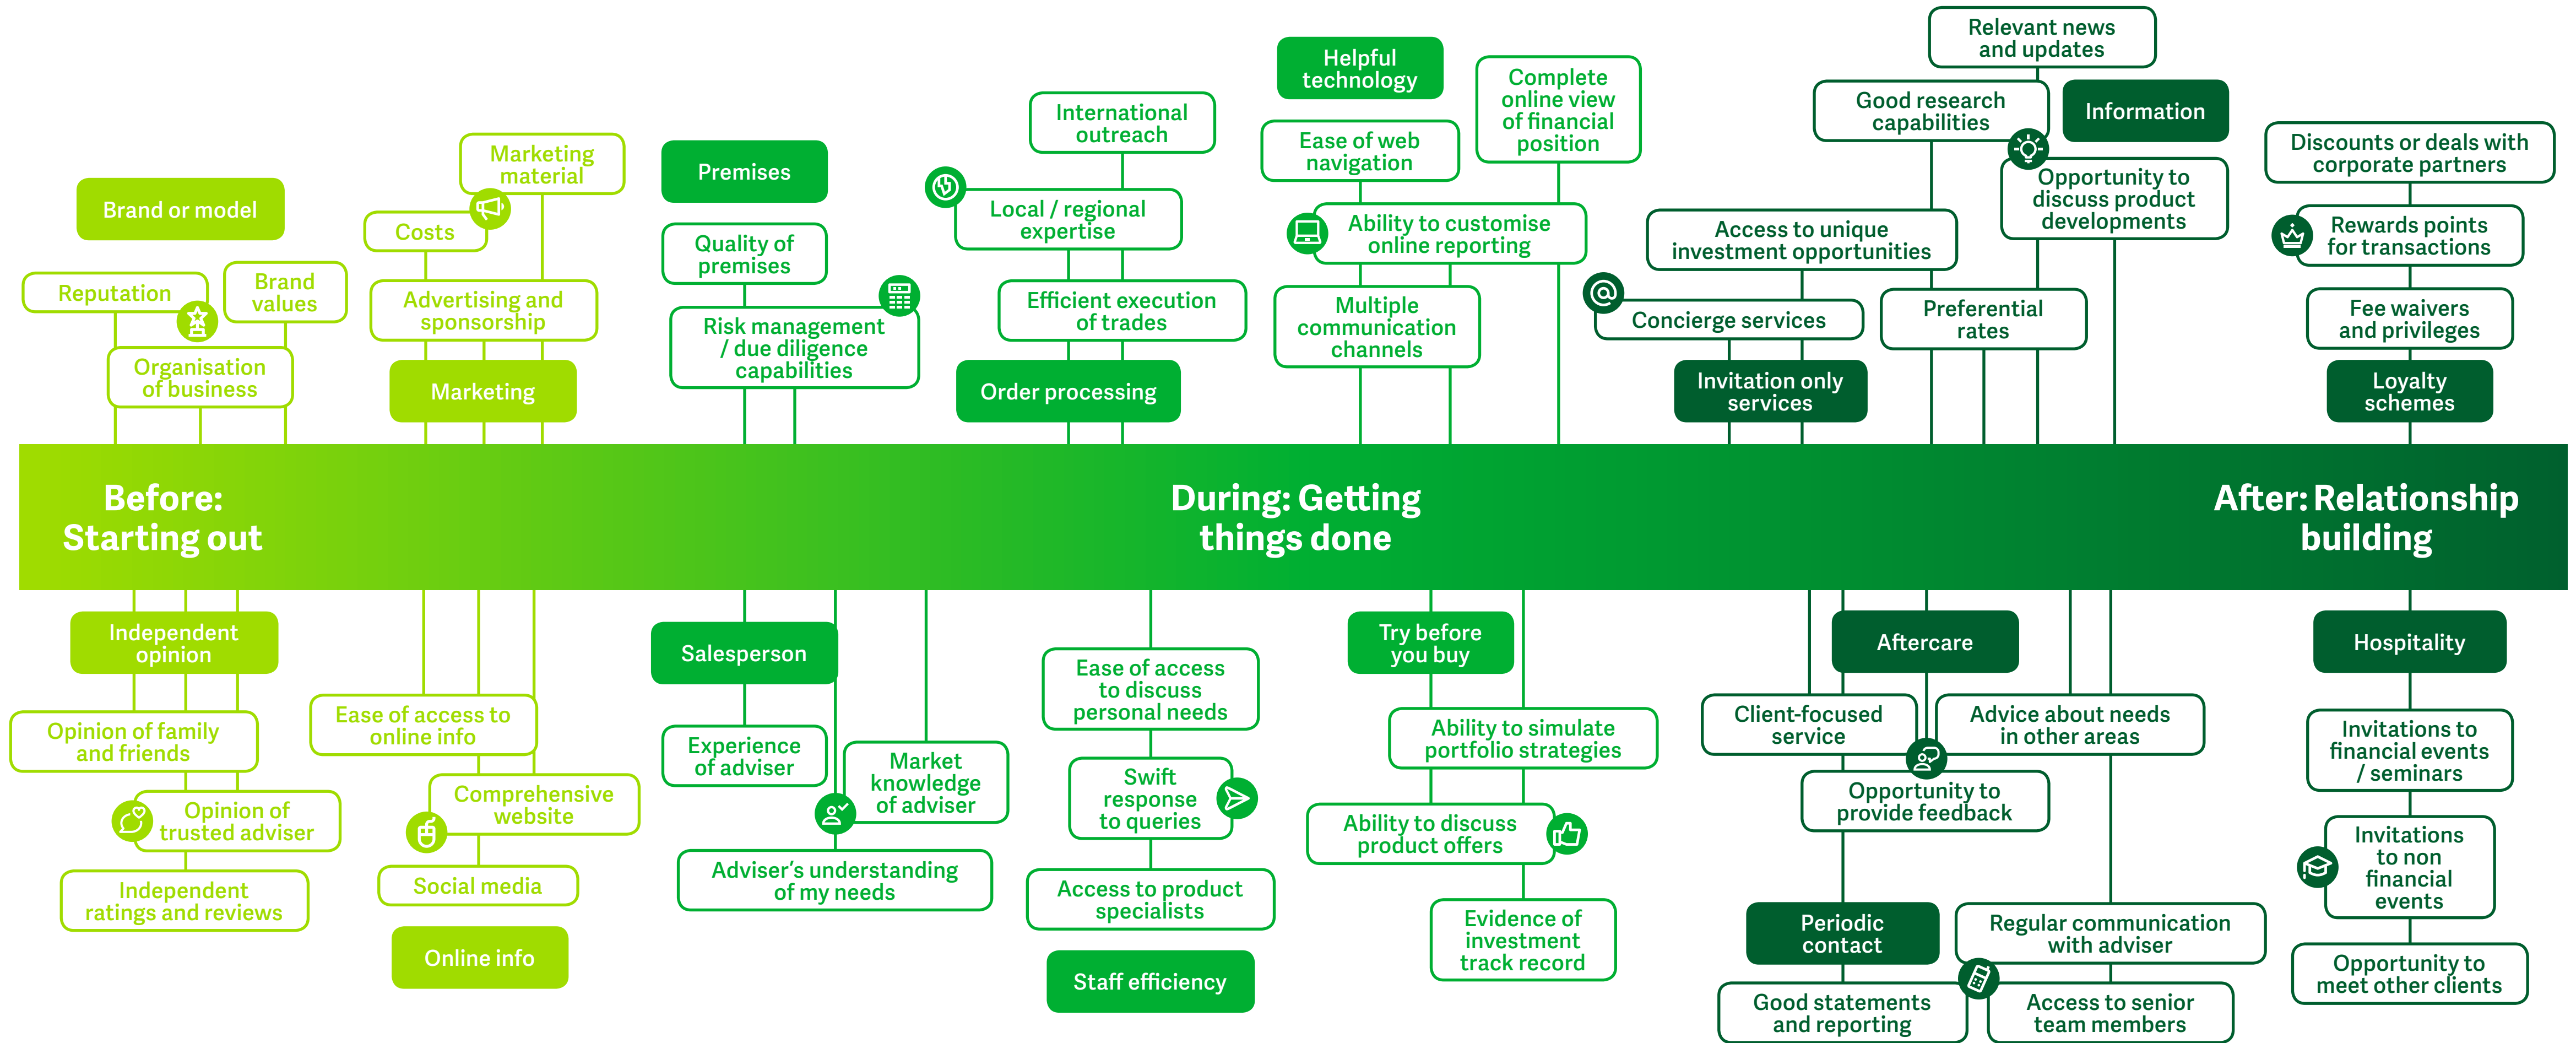 Brand or model
Reputation
Brand
values
Organisation
of business
Marketing
material
Costs
Advertising and
sponsorship
Marketing
Premises
Quality of
premises
Risk management
/ due diligence
capabilities
International
outreach
Local / regional
expertise
Efficient execution
of trades
Order processing
Helpful
technology
Complete
online view
of financial
position
Ease of web
navigation
Ability to customise
online reporting
Multiple
communication
channels
Relevant news
and updates
Good research
capabilities
Information
Opportunity to
discuss product
developments
Access to unique
investment opportunities
Concierge services
Preferential
rates
Invitation only
services
Discounts or deals with
corporate partners
Rewards points
for transactions
Fee waivers
and privileges
Loyalty
schemes
Before:
Starting out
During: Getting
things done
After: Relationship
building
Independent
opinion
Opinion of family
and friends
Opinion of
trusted adviser
Independent
ratings and reviews
Ease of access to
online info
Comprehensive
website
Social media
Online info
Salesperson
Experience
of adviser
Market
knowledge
of adviser
Adviser’s understanding
of my needs
Ease of access
to discuss
personal needs
Swift
response
to queries
Access to product
specialists
Staff efficiency
Try before
you buy
Ability to simulate
portfolio strategies
Ability to discuss
product offers
Evidence of
investment
track record
Aftercare
Client-focused
service
Advice about needs
in other areas
Opportunity to
provide feedback
Periodic
contact
Regular communication
with adviser
Good statements
and reporting
Access to senior
team members
Hospitality
Invitations to
financial events
/ seminars
Invitations
to non
financial
events
Opportunity to
meet other clients